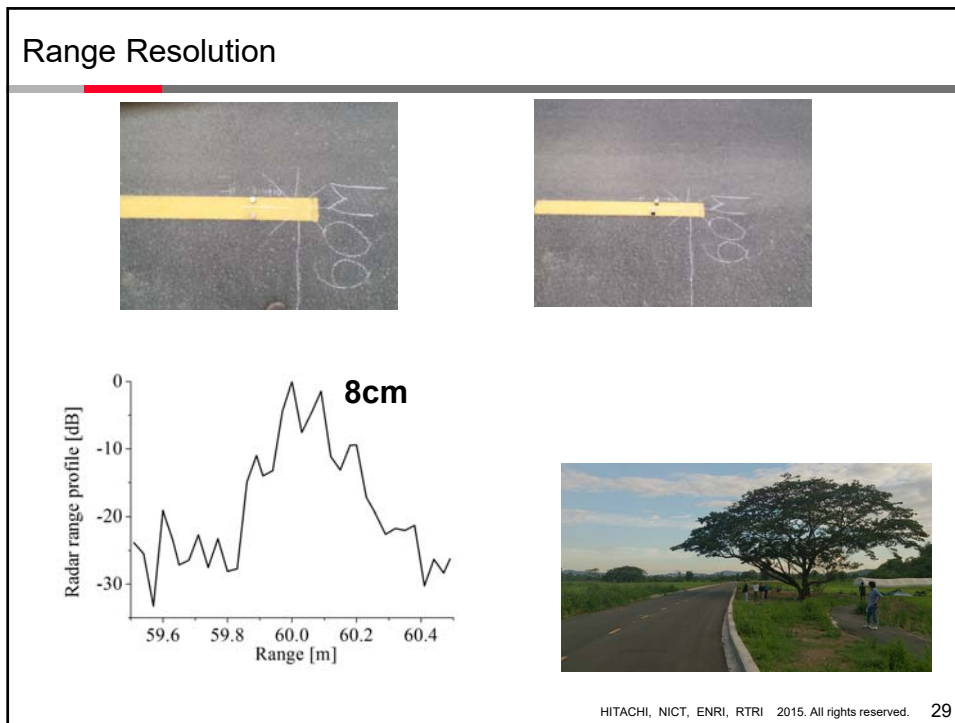 Range Resolution
60M
60M
8cm
Radar range profile [dB]
0
-10
-20
-30
59.6 59.8 60.0 60.2 60.4
Range [m]
HITACHI, NICT, ENRI, RTRI 2015. All rights reserved. 29